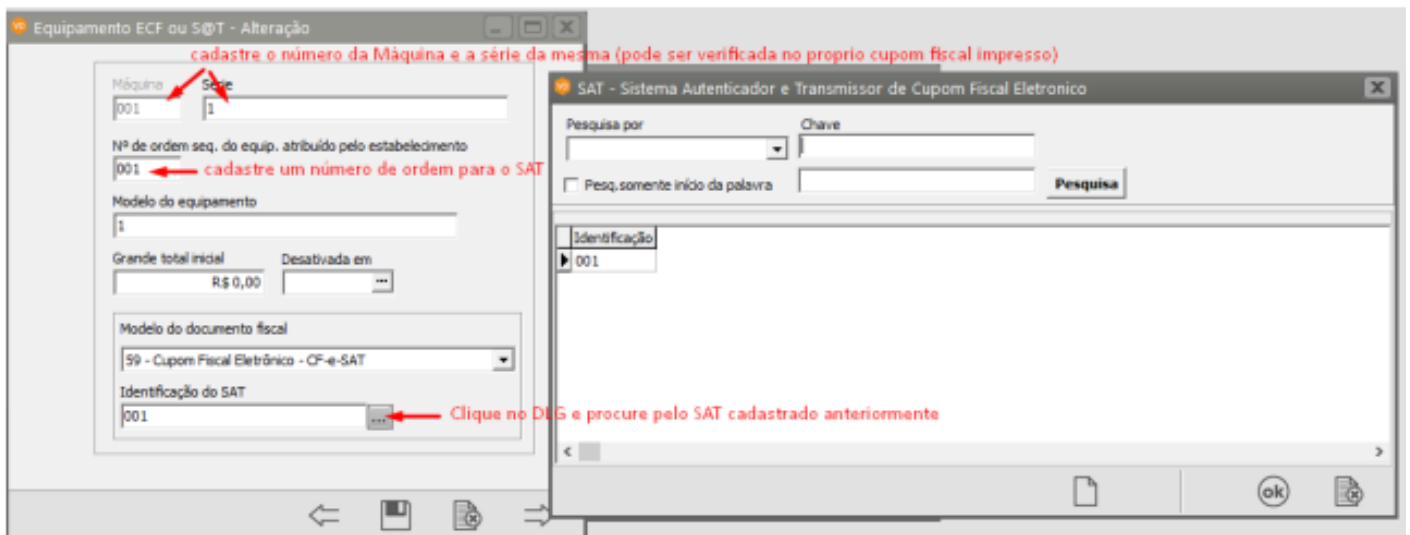 Equipamento ECF ou S@T - Alteração
cadastre o número da Máquina e a série da mesma (pode ser verificada no proprio cupom fiscal impresso)
Máquina Série
001 1
Nº de ordem seq. do equip. atribuído pelo estabelecimento
001 cadastre um número de ordem para o SAT
Modelo do equipamento
1
Grande total inicial Desativada em
R$ 0,00 ...
Modelo do documento fiscal
59 - Cupom Fiscal Eletrônico - CF-e-SAT
Identificação do SAT
001 ... Clique no DLG e procure pelo SAT cadastrado anteriormente
SAT - Sistema Autenticador e Transmissor de Cupom Fiscal Eletronico
Pesquisa por Chave
Pesq.somente início da palavra Pesquisa
Identificação
001
ok